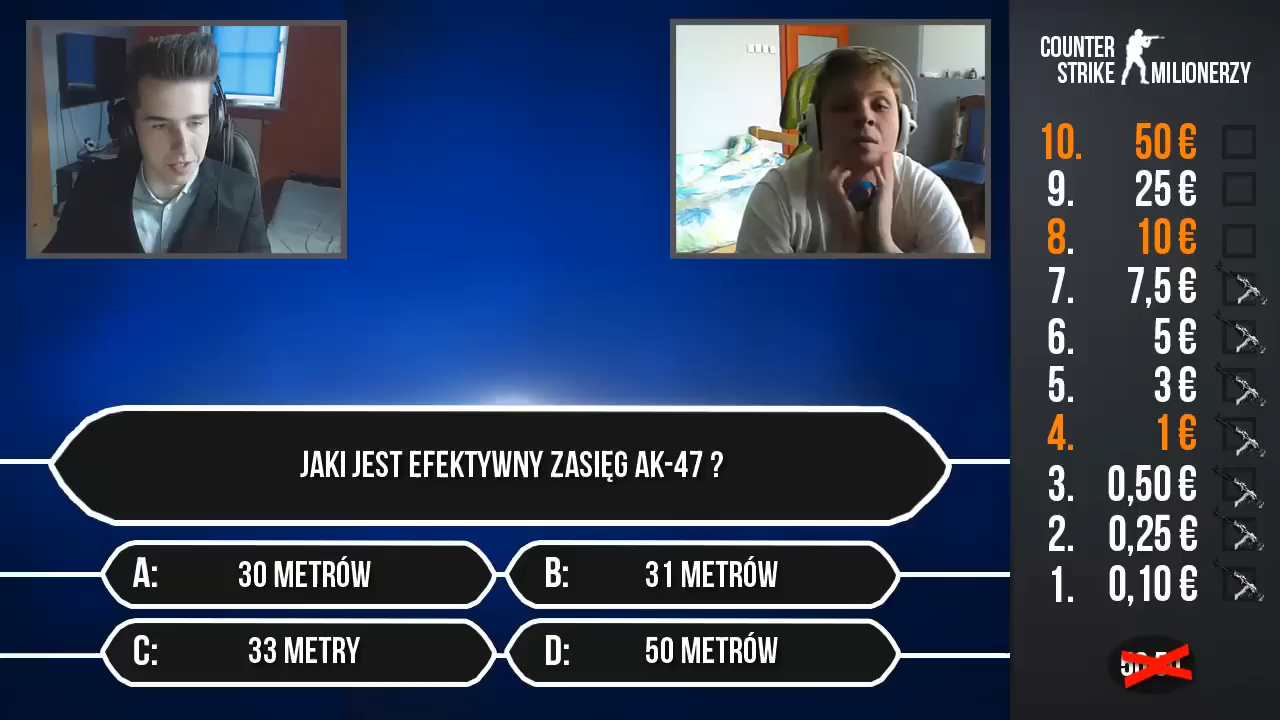 COUNTER
STRIKE MILIONERZY
10. 50 €
9. 25 €
8. 10 €
7. 7,5 €
6. 5 €
5. 3 €
4. 1 €
3. 0,50 €
2. 0,25 €
1. 0,10 €
JAKI JEST EFEKTYWNY ZASIĘG AK-47 ?
A: 30 METRÓW
B: 31 METRÓW
C: 33 METRY
D: 50 METRÓW